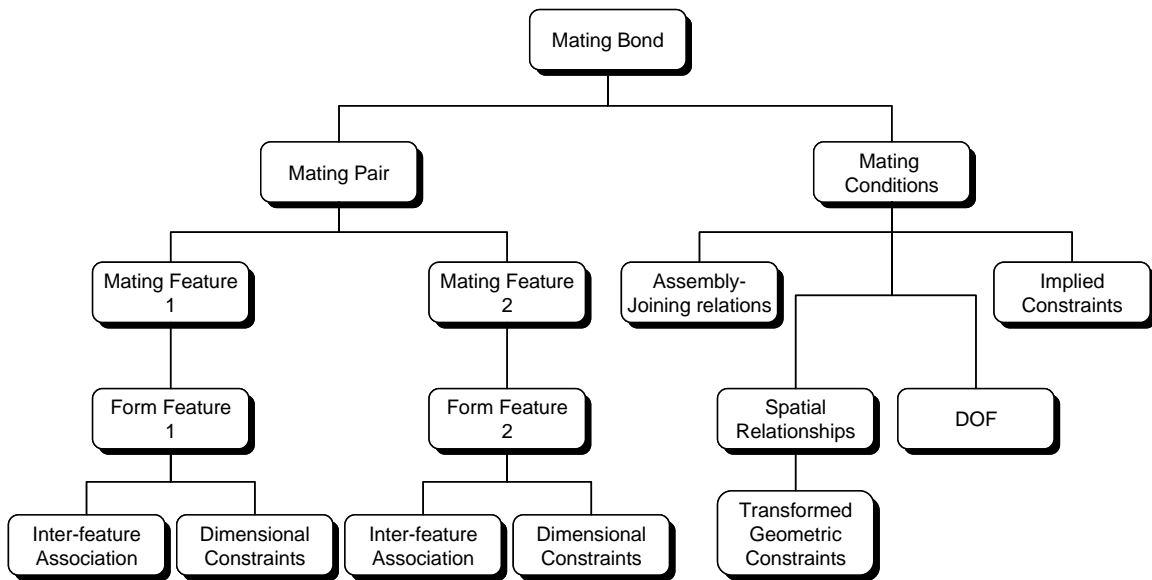 Mating Bond
Mating Pair
Mating
Conditions
Mating Feature
1
Mating Feature
2
Assembly-
Joining relations
Implied
Constraints
Form Feature
1
Form Feature
2
Spatial
Relationships
DOF
Inter-feature
Association
Dimensional
Constraints
Inter-feature
Association
Dimensional
Constraints
Transformed
Geometric
Constraints